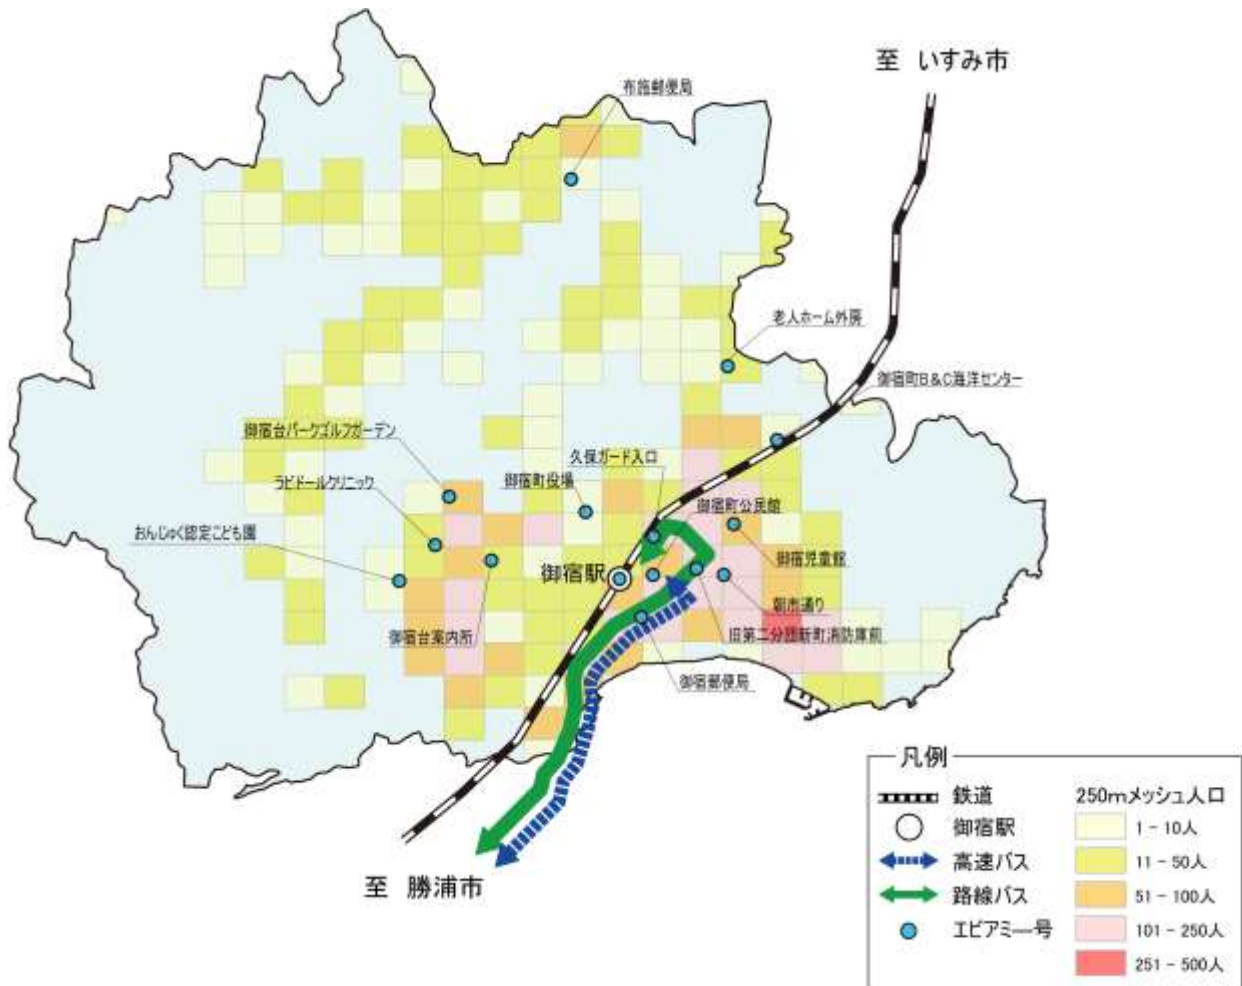 至 いすみ市
布施郵便局
老人ホーム外房
御宿町B&C海洋センター
御宿台パークゴルフガーデン
久保ガード入口
御宿町役場
ラビドールクリニック
御宿町公民館
おんじゅく認定こども園
御宿児童館
御宿駅
朝市通り
御宿台案内所
旧第二分団新町消防庫前
御宿郵便局
至 勝浦市
凡例
鉄道
御宿駅
高速バス
路線バス
エビアミー号
250mメッシュ人口
1 - 10人
11 - 50人
51 - 100人
101 - 250人
251 - 500人